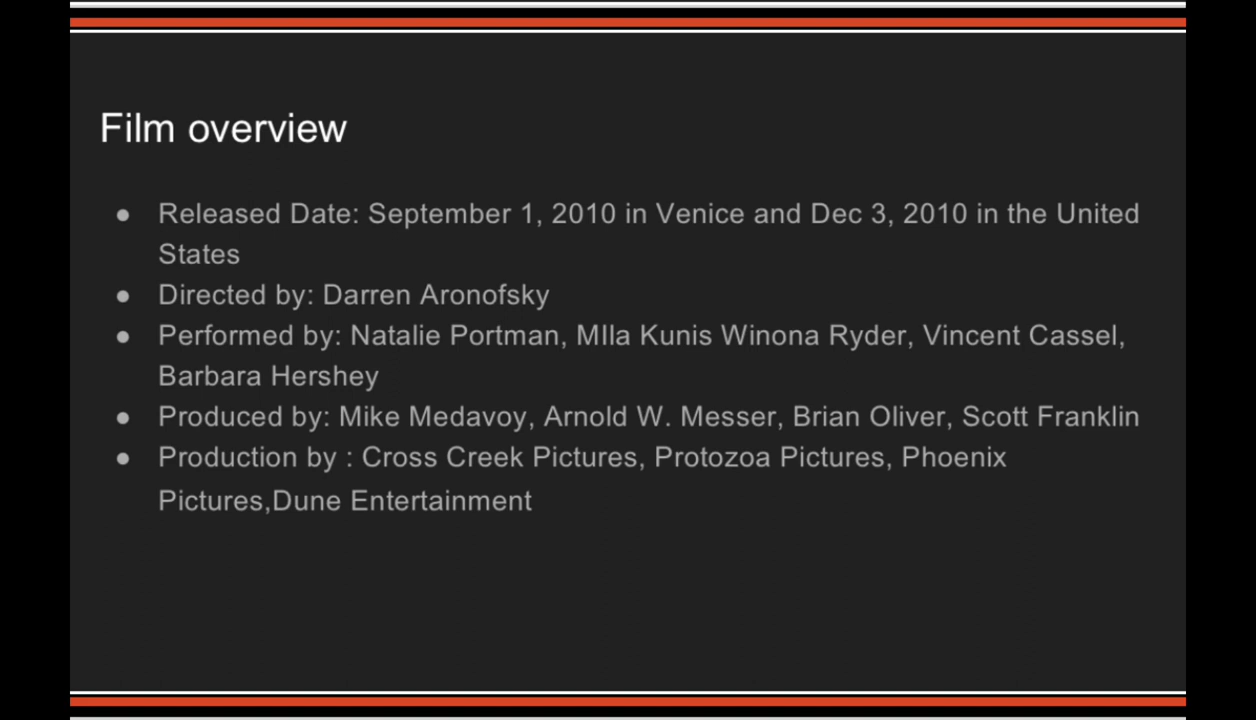 Film overview
● Released Date: September 1, 2010 in Venice and Dec 3, 2010 in the United
States
● Directed by: Darren Aronofsky
● Performed by: Natalie Portman, MIla Kunis Winona Ryder, Vincent Cassel,
Barbara Hershey
● Produced by: Mike Medavoy, Arnold W. Messer, Brian Oliver, Scott Franklin
● Production by : Cross Creek Pictures, Protozoa Pictures, Phoenix
Pictures,Dune Entertainment